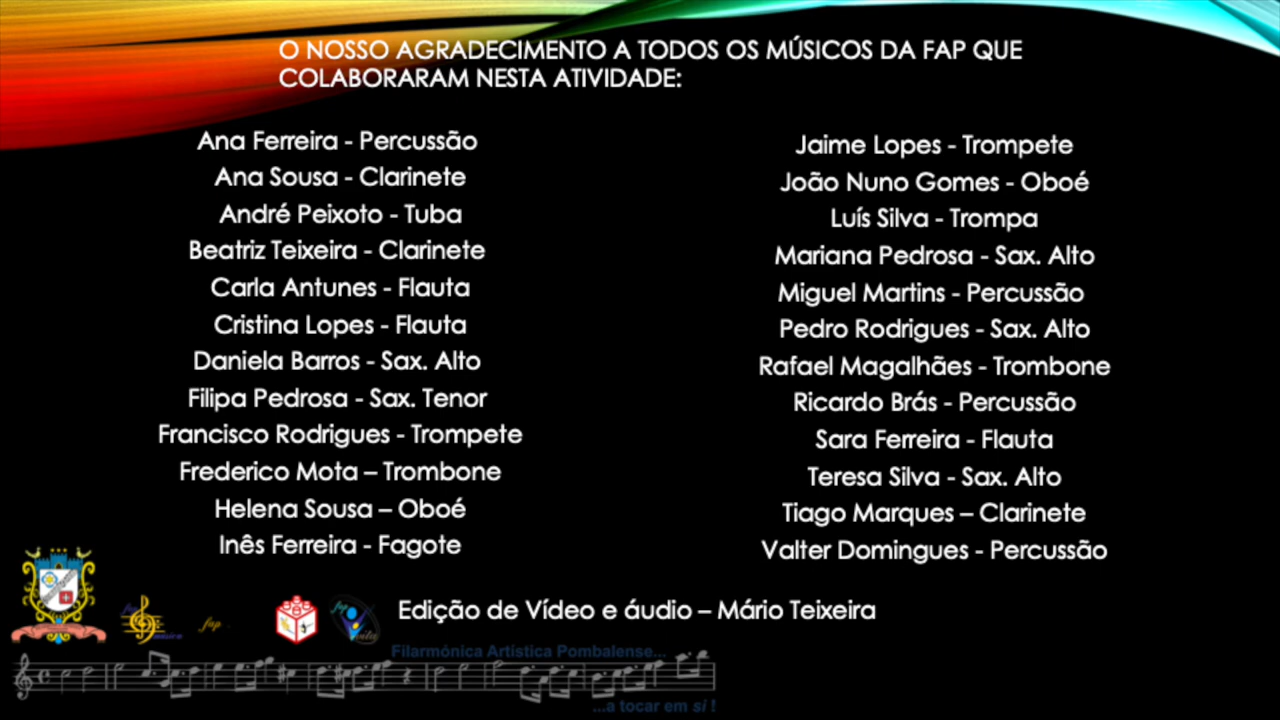 O NOSSO AGRADECIMENTO A TODOS OS MÚSICOS DA FAP QUE
COLABORARAM NESTA ATIVIDADE:
Ana Ferreira - Percussão
Ana Sousa - Clarinete
André Peixoto - Tuba
Beatriz Teixeira - Clarinete
Carla Antunes - Flauta
Cristina Lopes - Flauta
Daniela Barros - Sax. Alto
Filipa Pedrosa - Sax. Tenor
Francisco Rodrigues - Trompete
Frederico Mota – Trombone
Helena Sousa – Oboé
Inês Ferreira - Fagote
Jaime Lopes - Trompete
João Nuno Gomes - Oboé
Luís Silva - Trompa
Mariana Pedrosa - Sax. Alto
Miguel Martins - Percussão
Pedro Rodrigues - Sax. Alto
Rafael Magalhães - Trombone
Ricardo Brás - Percussão
Sara Ferreira - Flauta
Teresa Silva - Sax. Alto
Tiago Marques – Clarinete
Valter Domingues - Percussão
Edição de Vídeo e áudio – Mário Teixeira
fap
Filarmónica Artística Pombalense...
...a tocar em si !